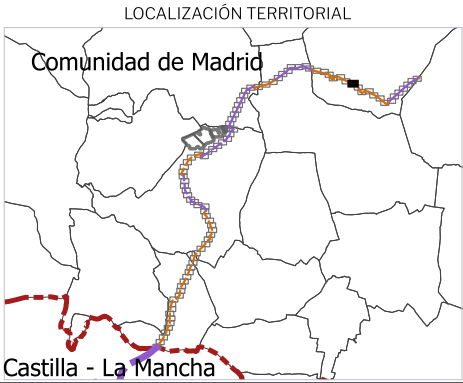 LOCALIZACIÓN TERRITORIAL
Comunidad de Madrid
Castilla - La Mancha